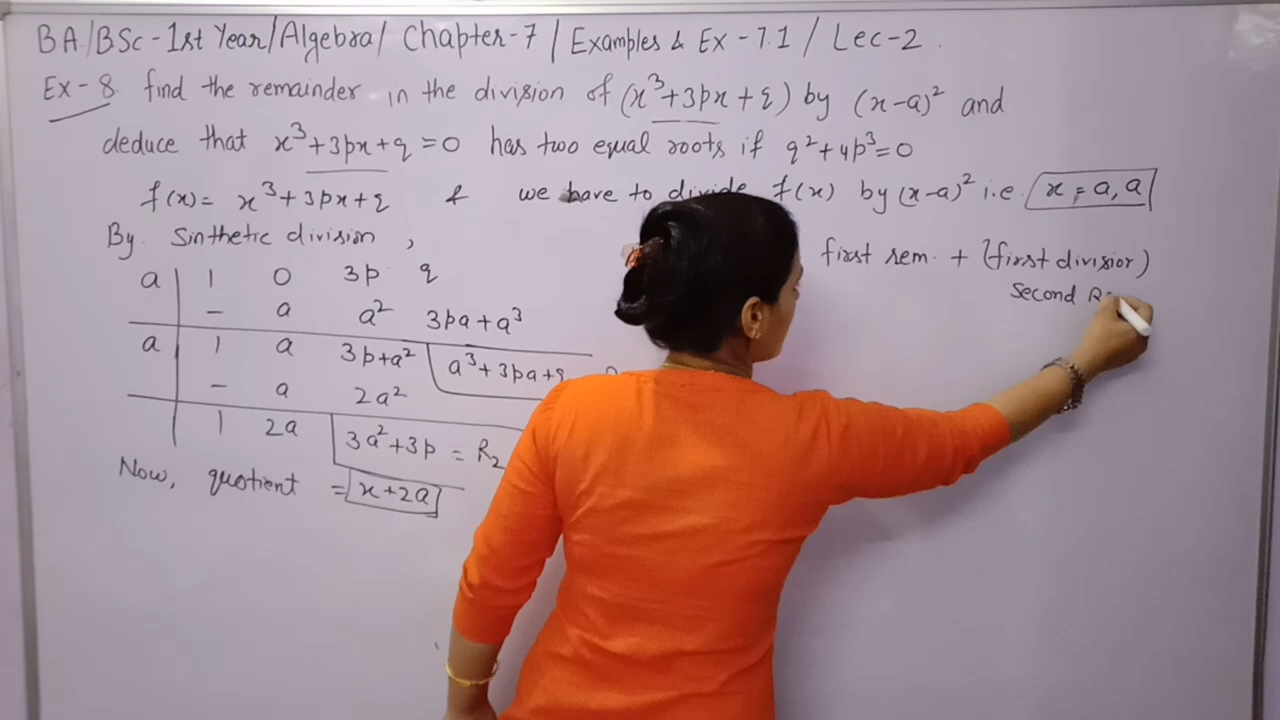 BA/BSc-1st Year/Algebra/ Chapter-7 / Examples & Ex-7.1 / Lec-2.
Ex-8 find the remainder in the division of (x³+3px+q) by (x-a)² and
deduce that x³+3px+q=0 has two equal roots if q²+4p³=0
f(x)= x³+3px+q & we have to divide f(x) by (x-a)² i.e. x=a,a
By. Sinthetic division,
first rem. + (first divisior)
Second
a | 1 0 3p q
- a a² 3pa+a³
a | 1 a 3p+a² a³+3pa+q
- a 2a²
1 2a 3a²+3p = R₂
Now, quotient = x+2a